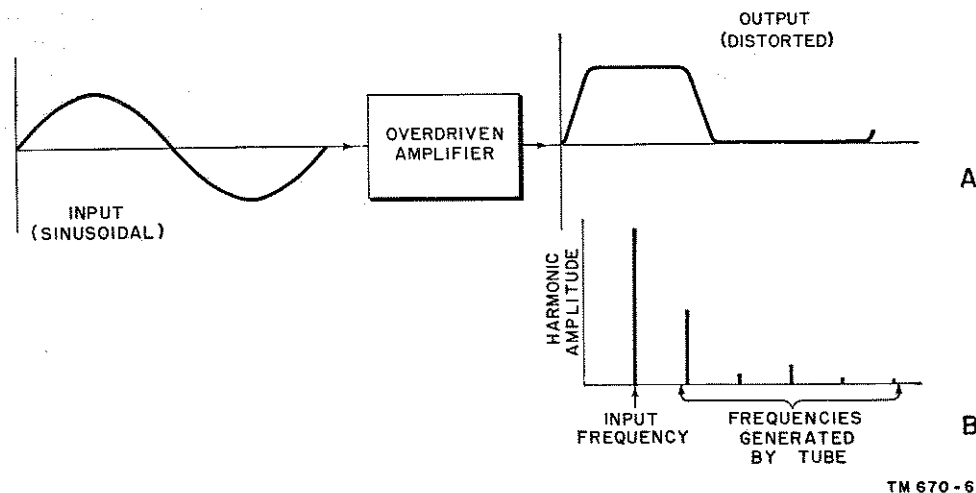 OUTPUT
(DISTORTED)
OVERDRIVEN
AMPLIFIER
INPUT
(SINUSOIDAL)
A
HARMONIC
AMPLITUDE
INPUT
FREQUENCY
FREQUENCIES
GENERATED
BY TUBE
B
TM 670-6